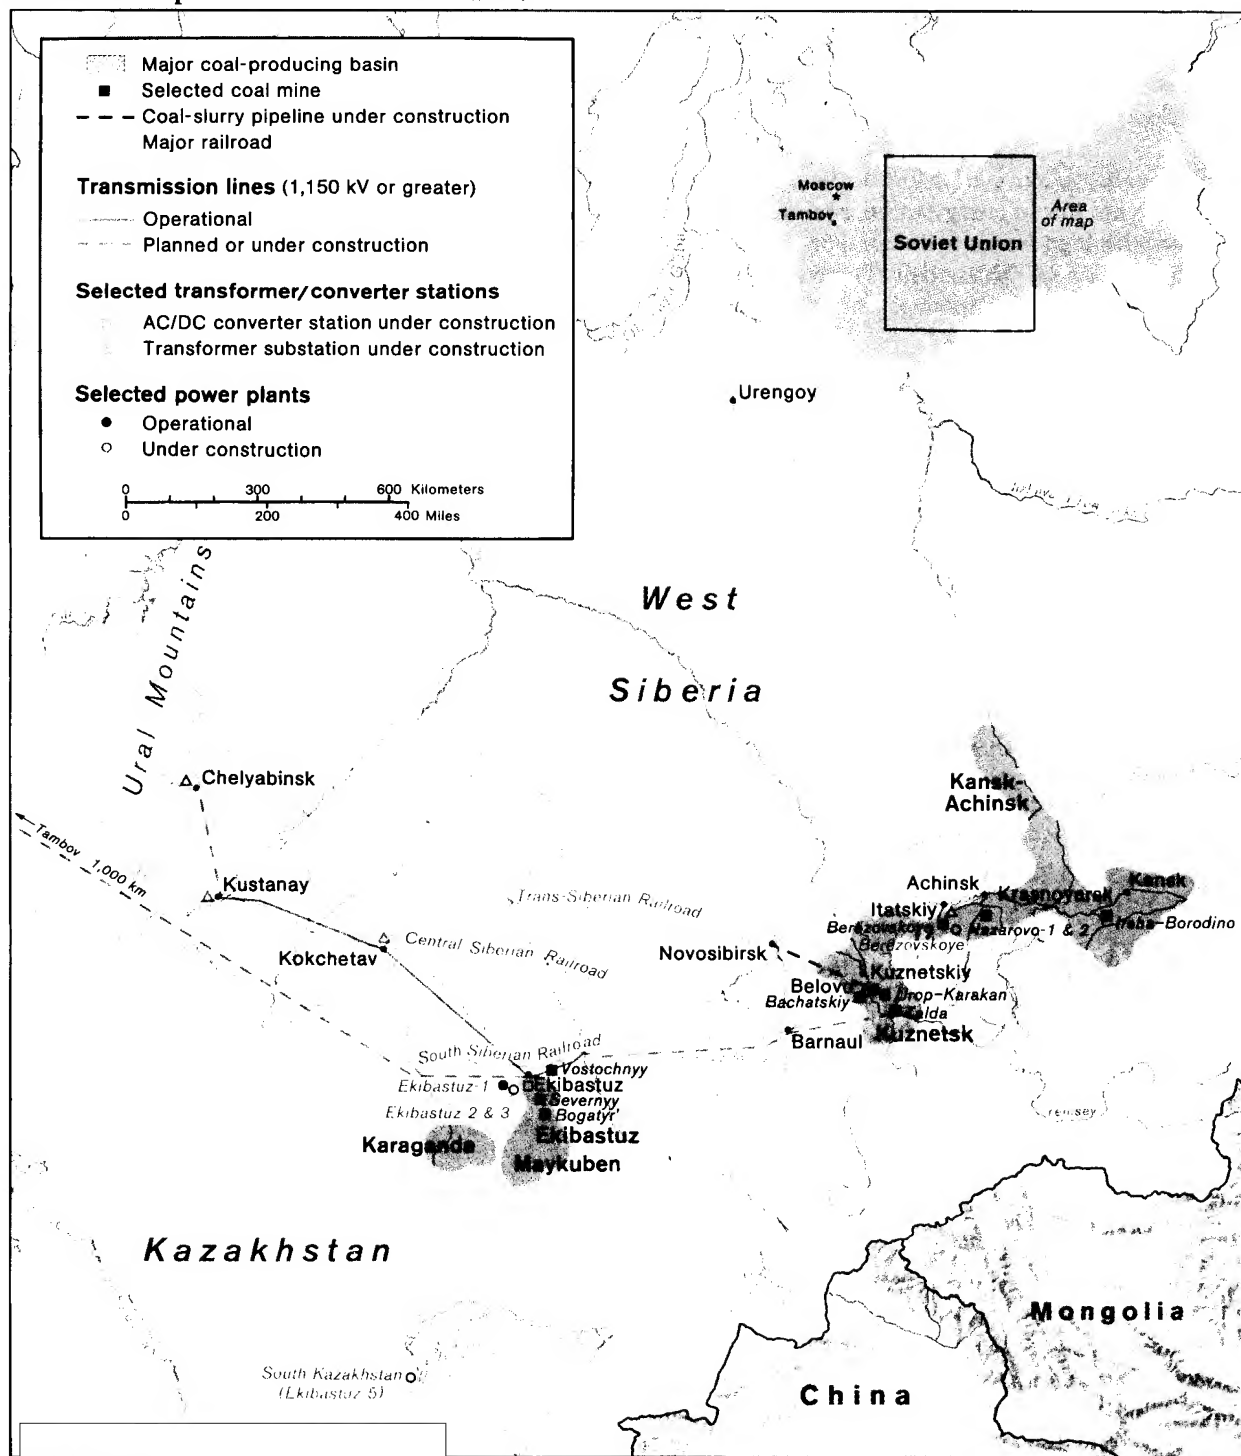 Major coal-producing basin
Selected coal mine
Coal-slurry pipeline under construction
Major railroad
Transmission lines (1,150 kV or greater)
Operational
Planned or under construction
Selected transformer/converter stations
AC/DC converter station under construction
Transformer substation under construction
Selected power plants
Operational
Under construction
0 300 600 Kilometers
0 200 400 Miles
Moscow
Tambov
Soviet Union
Area
of map
Urengoy
Ural Mountains
West
Siberia
Chelyabinsk
Tambov 1,000 km
Kustanay
Kokchetav
Trans-Siberian Railroad
Central Siberian Railroad
South Siberian Railroad
Kansk-
Achinsk
Achinsk
Krasnoyarsk
Kansk
Itatskiy
Irsha-Borodino
Berezovskoye
Nazarovo-1 & 2
Berezovskoye
Novosibirsk
Kuznetskiy
Belovo
Urop-Karakan
Bachatskiy
Talda
Barnaul
Kuznetsk
Vostochnyy
Ekibastuz-1
Ekibastuz
Severnyy
Ekibastuz 2 & 3
Bogatyr'
Ekibastuz
Karaganda
Maykuben
Kazakhstan
Mongolia
South Kazakhstan
(Ekibastuz 5)
China